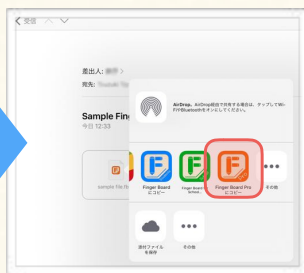 受信
差出人:
宛先:
Sample Fing
今日 12:33
AirDrop。AirDrop経由で共有する場合は、タップしてWi-
FiやBluetoothをオンにしてください。
sample file
Finger Board
にコピー
Finger Board
Finger Board Pro
にコピー
その他
添付ファイル
を保存
その他